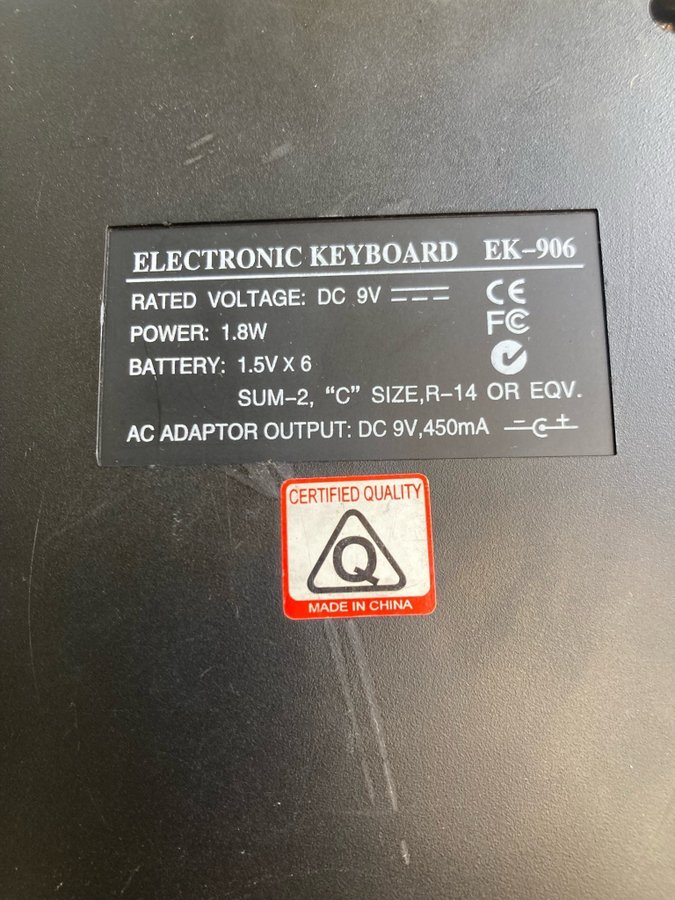 ELECTRONIC KEYBOARD EK-906
RATED VOLTAGE: DC 9V
CE
POWER: 1.8W
FC
BATTERY: 1.5V X 6
SUM-2, “C” SIZE,R-14 OR EQV.
AC ADAPTOR OUTPUT: DC 9V,450mA
CERTIFIED QUALITY
Q
MADE IN CHINA